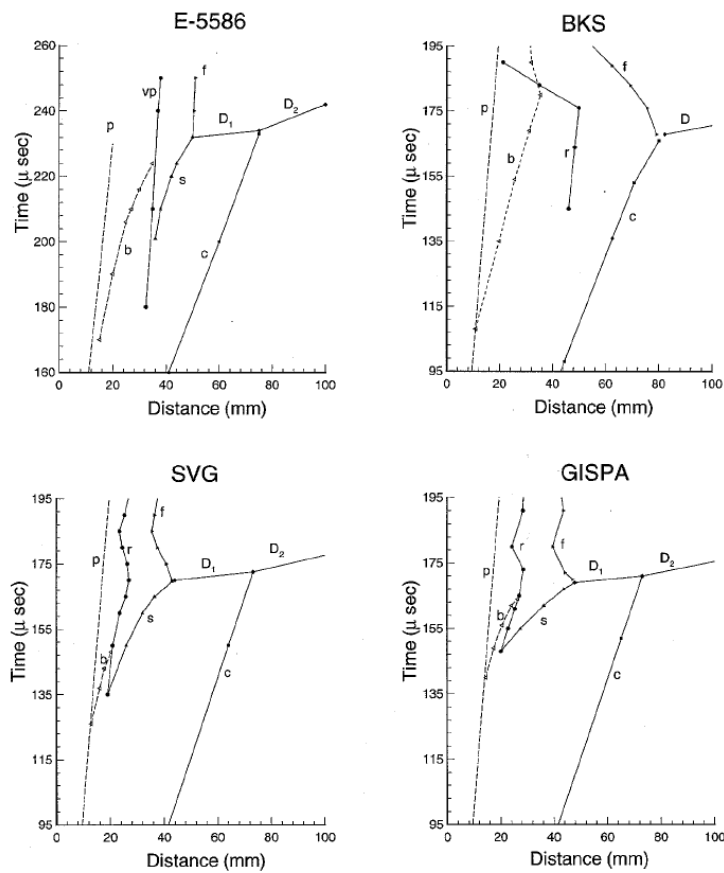 E-5586
260
240
220
200
180
160
0 20 40 60 80 100
Time (μ sec)
Distance (mm)
p
vp
f
D₁
D₂
s
b
c
BKS
195
175
155
135
115
95
0 20 40 60 80 100
Time (μ sec)
Distance (mm)
p
f
D
b
r
c
SVG
195
175
155
135
115
95
0 20 40 60 80 100
Time (μ sec)
Distance (mm)
p
r
f
D₁
D₂
s
b
c
GISPA
195
175
155
135
115
95
0 20 40 60 80 100
Time (μ sec)
Distance (mm)
p
r
f
D₁
D₂
b
s
c